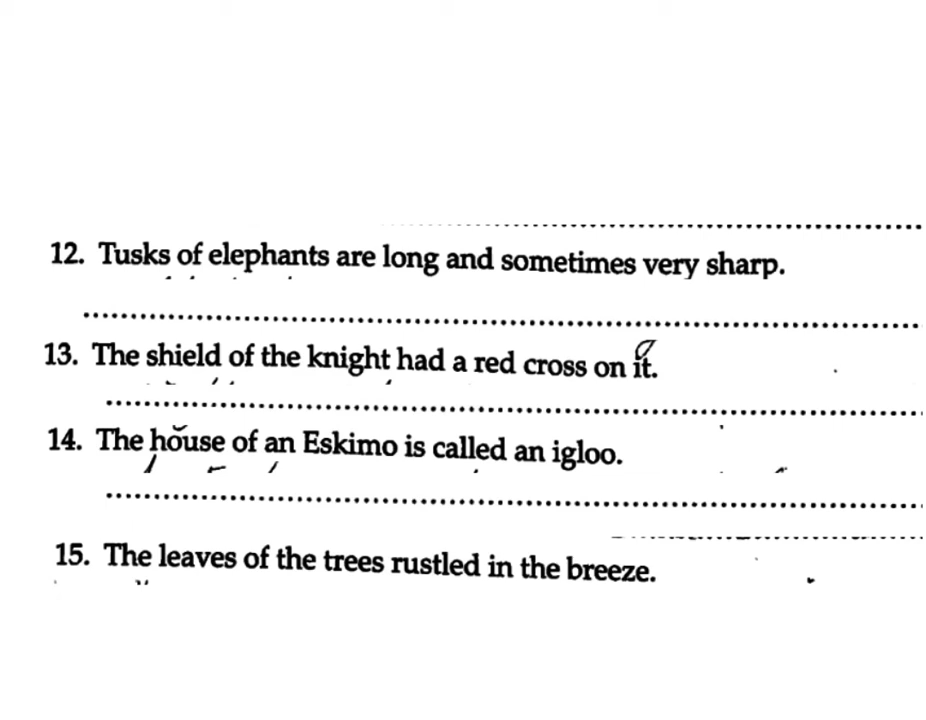 12. Tusks of elephants are long and sometimes very sharp.
13. The shield of the knight had a red cross on it.
14. The house of an Eskimo is called an igloo.
15. The leaves of the trees rustled in the breeze.